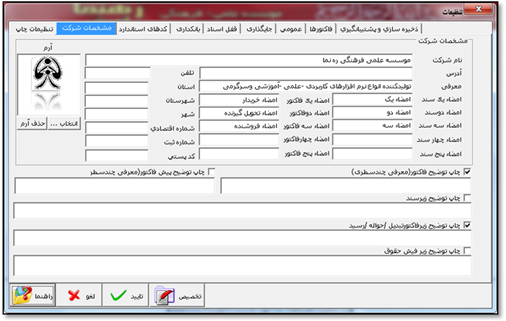 تنظیمات
ذخیره سازی و پشتیبانگیری
فاکتورها
عمومی
جایگذاری
قفل اسناد
بانکداری
کدهای استاندارد
مشخصات شرکت
تنظیمات چاپ
مشخصات شرکت
نام شرکت
موسسه علمی فرهنگی ره نما
آرم
آدرس
تلفن
معرفی
تولیدکننده انواع نرم افزارهای کاربردی -علمی -آموزشی وسرگرمی
استان
امضاء یک سند
امضاء یک
امضاء یک فاکتور
امضاء خریدار
شهرستان
امضاء دوسند
امضاء دو
امضاء دوفاکتور
امضاء تحویل گیرنده
شهر
امضاء سه سند
امضاء سه
امضاء سه فاکتور
امضاء فروشنده
شماره اقتصادی
انتخاب ...
حذف آرم
امضاء چهار سند
امضاء چهارفاکتور
شماره ثبت
امضاء پنج سند
امضاء پنج فاکتور
کد پستی
چاپ توضیح فاکتور(معرفی چندسطری)
چاپ توضیح پیش فاکتور(معرفی چندسطر
چاپ توضیح زیرسند
چاپ توضیح زیرفاکتورتبدیل /حواله /رسید
چاپ توضیح زیر فیش حقوق
تخصیص
تایید
لغو
راهنما